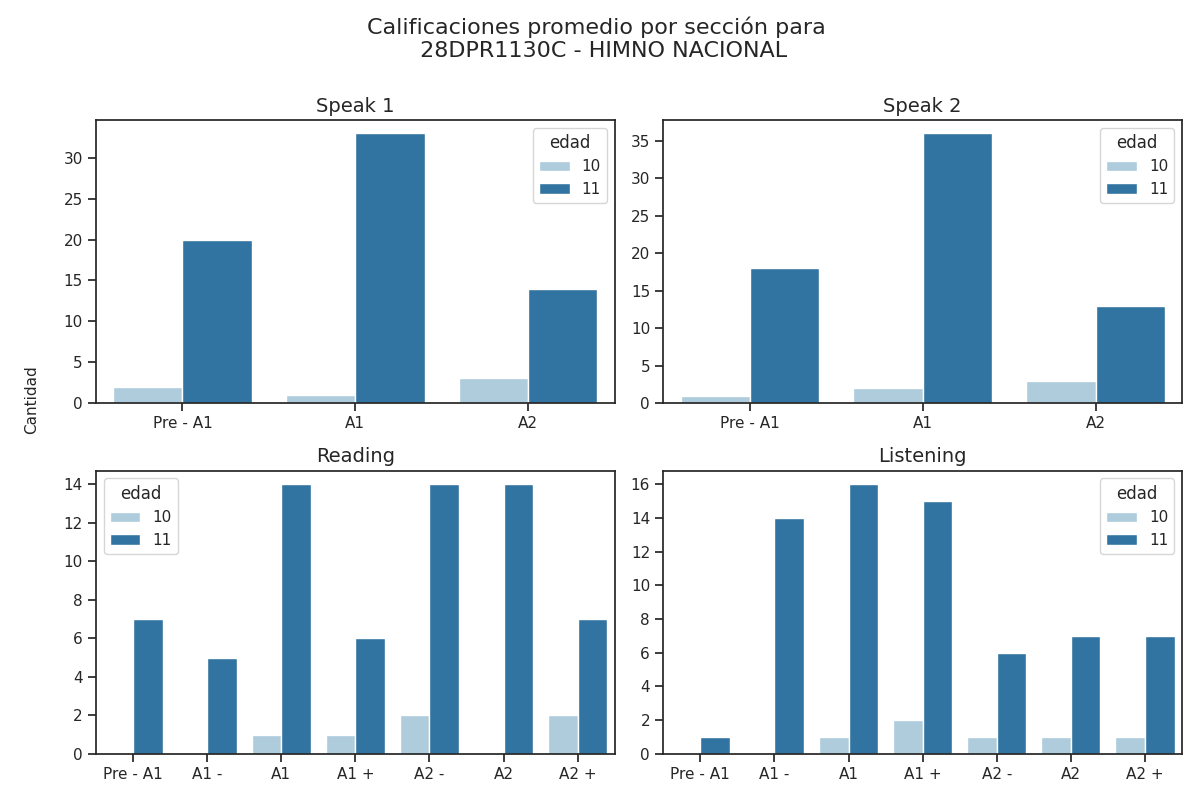 Calificaciones promedio por sección para
28DPR1130C - HIMNO NACIONAL
Cantidad
Speak 1
30
25
20
15
10
5
0
Pre - A1 A1 A2
edad
10
11
Speak 2
35
30
25
20
15
10
5
0
Pre - A1 A1 A2
edad
10
11
Reading
14
12
10
8
6
4
2
0
Pre - A1 A1 - A1 A1 + A2 - A2 A2 +
edad
10
11
Listening
16
14
12
10
8
6
4
2
0
Pre - A1 A1 - A1 A1 + A2 - A2 A2 +
edad
10
11